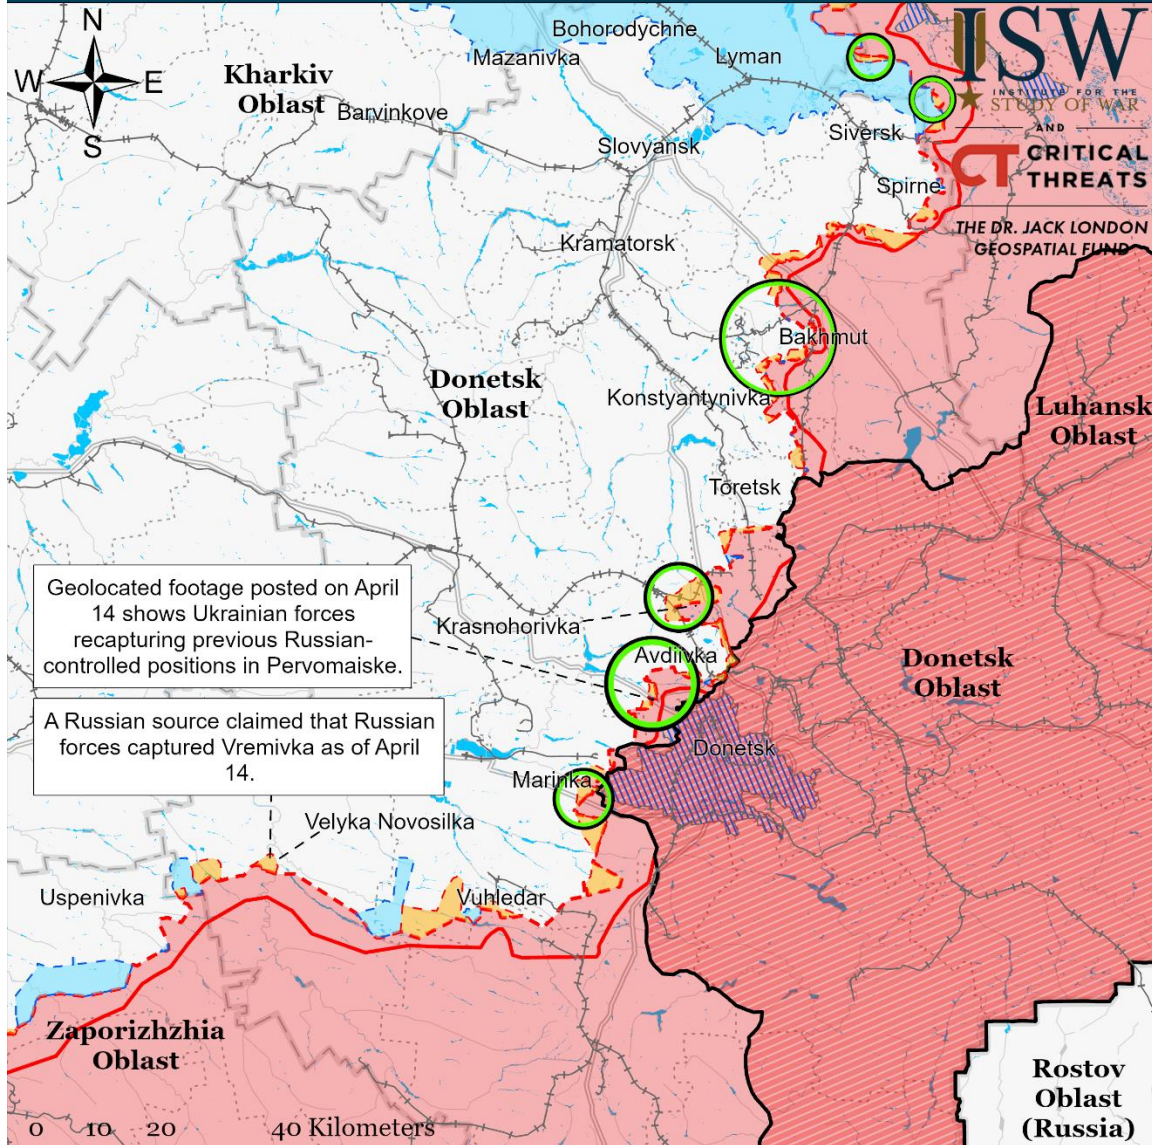 N
W
E
S
ISW
INSTITUTE FOR THE
STUDY OF WAR
AND
CT CRITICAL
THREATS
THE DR. JACK LONDON
GEOSPATIAL FUND
Bohorodychne
Mazanivka
Lyman
Kharkiv
Oblast
Barvinkove
Siversk
Slovyansk
Spirne
Kramatorsk
Bakhmut
Donetsk
Oblast
Konstyantynivka
Luhansk
Oblast
Toretsk
Geolocated footage posted on April
14 shows Ukrainian forces
recapturing previous Russian-
controlled positions in Pervomaiske.
Krasnohorivka
Avdiivka
Donetsk
Oblast
A Russian source claimed that Russian
forces captured Vremivka as of April
14.
Donetsk
Marinka
Velyka Novosilka
Uspenivka
Vuhledar
Zaporizhzhia
Oblast
Rostov
Oblast
(Russia)
0 10 20 40 Kilometers